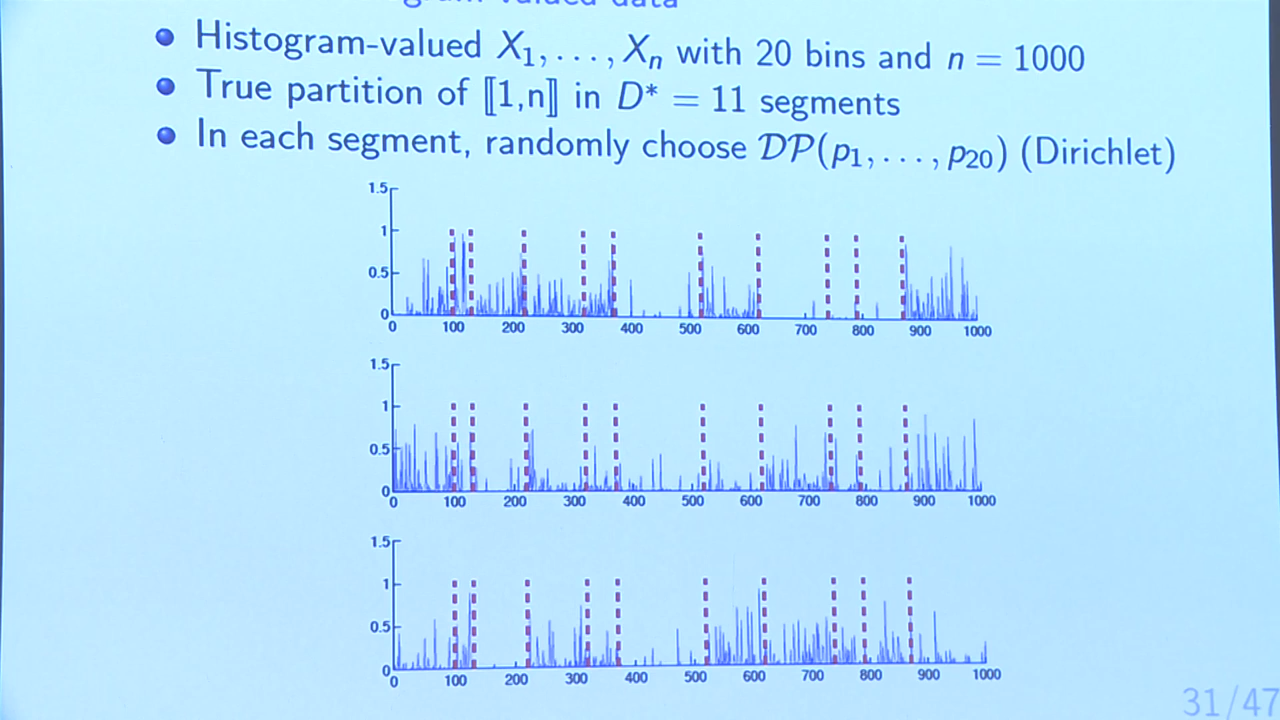 gram-valued data
• Histogram-valued X₁, . . . , Xₙ with 20 bins and n = 1000
• True partition of ⟦1,n⟧ in D* = 11 segments
• In each segment, randomly choose 𝒟𝒫(p₁, . . . , p₂₀) (Dirichlet)
1.5
1
0.5
0
0 100 200 300 400 500 600 700 800 900 1000
1.5
1
0.5
0
0 100 200 300 400 500 600 700 800 900 1000
1.5
1
0.5
0
0 100 200 300 400 500 600 700 800 900 1000
31/47